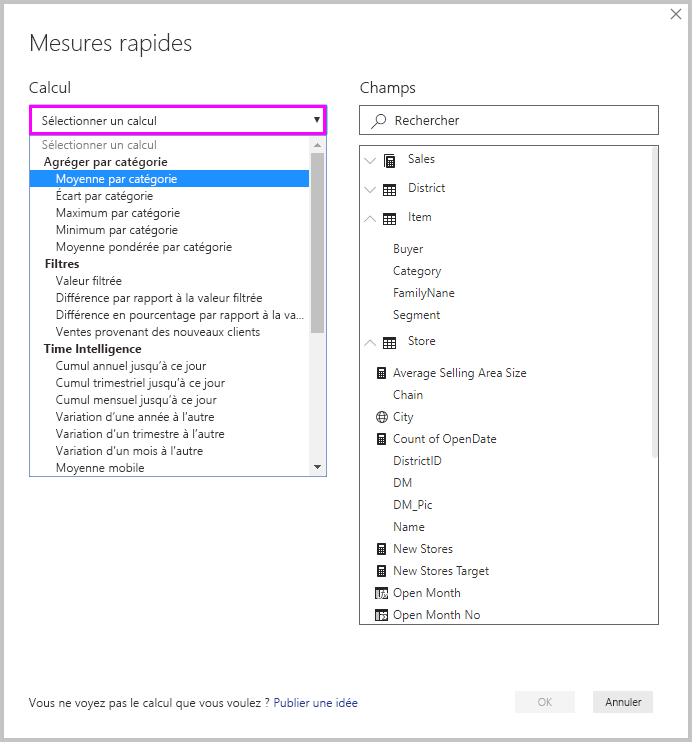 Mesures rapides
Calcul
Sélectionner un calcul
Sélectionner un calcul
Agréger par catégorie
Moyenne par catégorie
Écart par catégorie
Maximum par catégorie
Minimum par catégorie
Moyenne pondérée par catégorie
Filtres
Valeur filtrée
Différence par rapport à la valeur filtrée
Différence en pourcentage par rapport à la va...
Ventes provenant des nouveaux clients
Time Intelligence
Cumul annuel jusqu'à ce jour
Cumul trimestriel jusqu'à ce jour
Cumul mensuel jusqu'à ce jour
Variation d'une année à l'autre
Variation d'un trimestre à l'autre
Variation d'un mois à l'autre
Moyenne mobile
Champs
Rechercher
Sales
District
Item
Buyer
Category
FamilyNane
Segment
Store
Average Selling Area Size
Chain
City
Count of OpenDate
DistrictID
DM
DM_Pic
Name
New Stores
New Stores Target
Open Month
Open Month No
Vous ne voyez pas le calcul que vous voulez ? Publier une idée
OK
Annuler